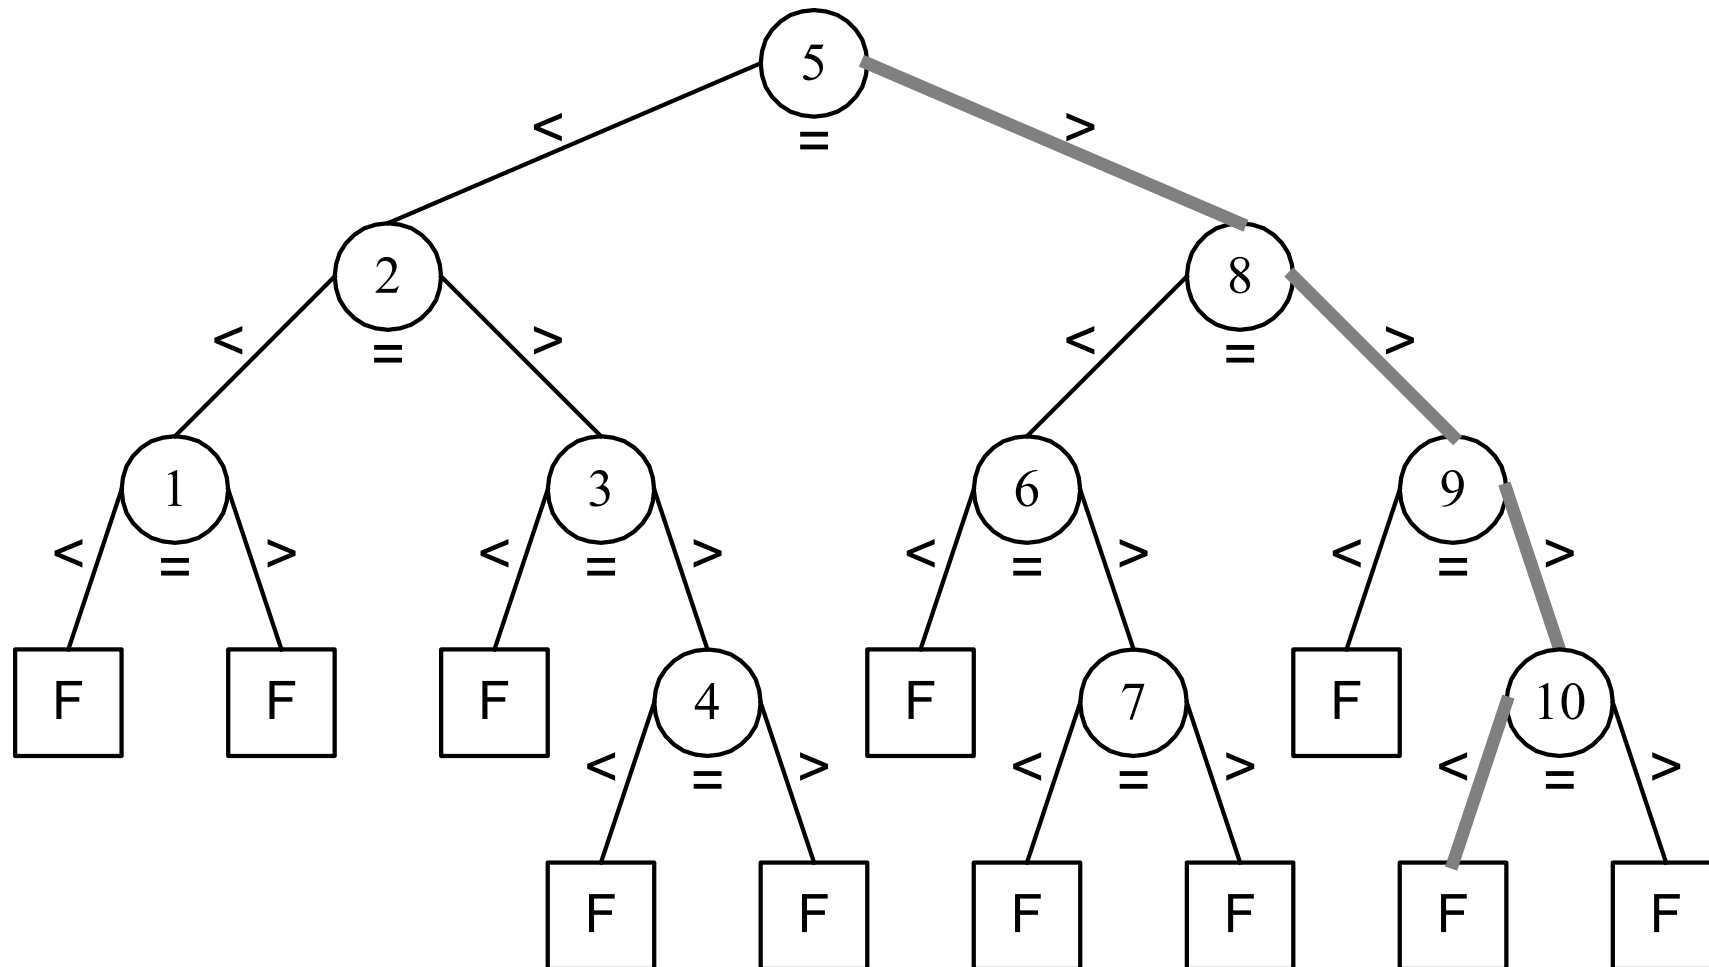 5
< = >
2 8
< = > < = >
1 3 6 9
< = > < = > < = > < = >
F F F 4 F 7 F 10
< = > < = > < = >
F F F F F F